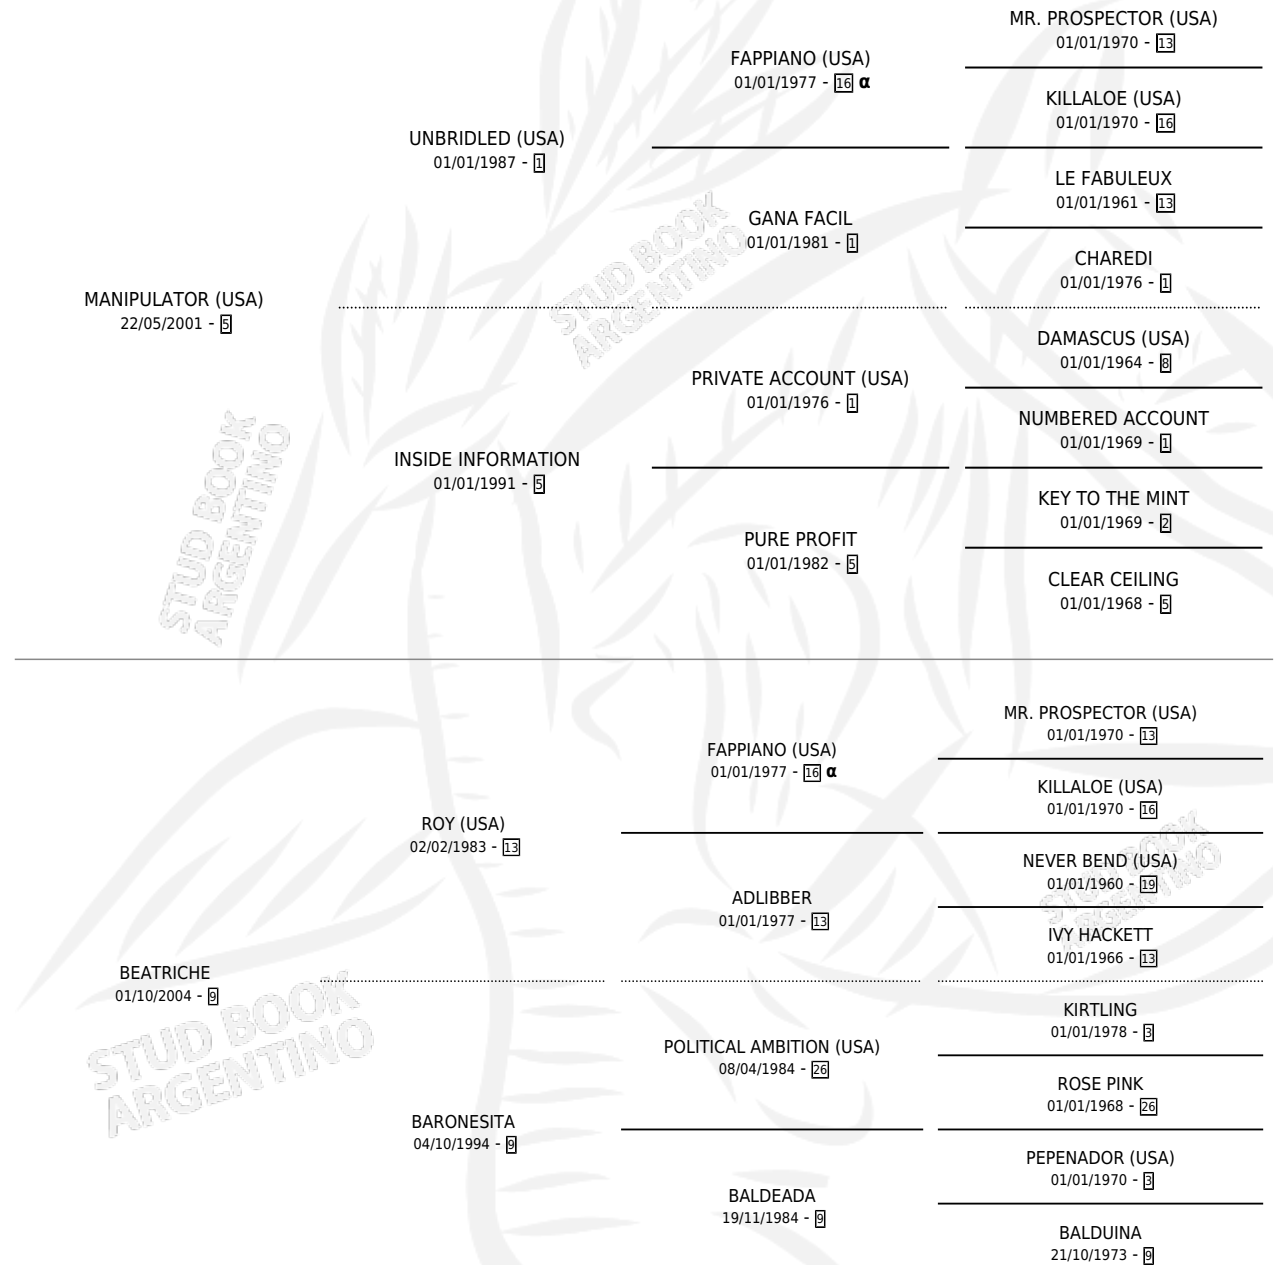 MR. PROSPECTOR (USA)
01/01/1970 - 13
FAPPIANO (USA)
01/01/1977 - 16 α
KILLALOE (USA)
01/01/1970 - 16
UNBRIDLED (USA)
01/01/1987 - 1
LE FABULEUX
01/01/1961 - 13
GANA FACIL
01/01/1981 - 1
CHAREDI
01/01/1976 - 1
MANIPULATOR (USA)
22/05/2001 - 5
DAMASCUS (USA)
01/01/1964 - 8
PRIVATE ACCOUNT (USA)
01/01/1976 - 1
NUMBERED ACCOUNT
01/01/1969 - 1
INSIDE INFORMATION
01/01/1991 - 5
KEY TO THE MINT
01/01/1969 - 2
PURE PROFIT
01/01/1982 - 5
CLEAR CEILING
01/01/1968 - 5
MR. PROSPECTOR (USA)
01/01/1970 - 13
FAPPIANO (USA)
01/01/1977 - 16 α
KILLALOE (USA)
01/01/1970 - 16
ROY (USA)
02/02/1983 - 13
NEVER BEND (USA)
01/01/1960 - 19
ADLIBBER
01/01/1977 - 13
IVY HACKETT
01/01/1966 - 13
BEATRICHE
01/10/2004 - 9
KIRTLING
01/01/1978 - 3
POLITICAL AMBITION (USA)
08/04/1984 - 26
ROSE PINK
01/01/1968 - 26
BARONESITA
04/10/1994 - 9
PEPENADOR (USA)
01/01/1970 - 3
BALDEADA
19/11/1984 - 9
BALDUINA
21/10/1973 - 9
STUD BOOK
ARGENTINO
STUD BOOK
ARGENTINO
STUD BOOK
ARGENTINO
STUD BOOK
ARGENTINO